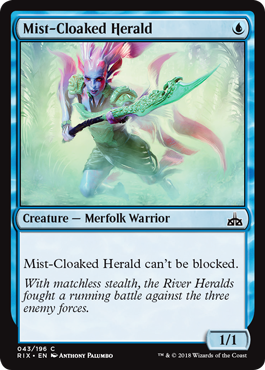 Mist-Cloaked Herald
Creature — Merfolk Warrior
Mist-Cloaked Herald can't be blocked.
With matchless stealth, the River Heralds
fought a running battle against the three
enemy forces.
1/1
043/196 C
RIX • EN Anthony Palumbo
™ & © 2018 Wizards of the Coast